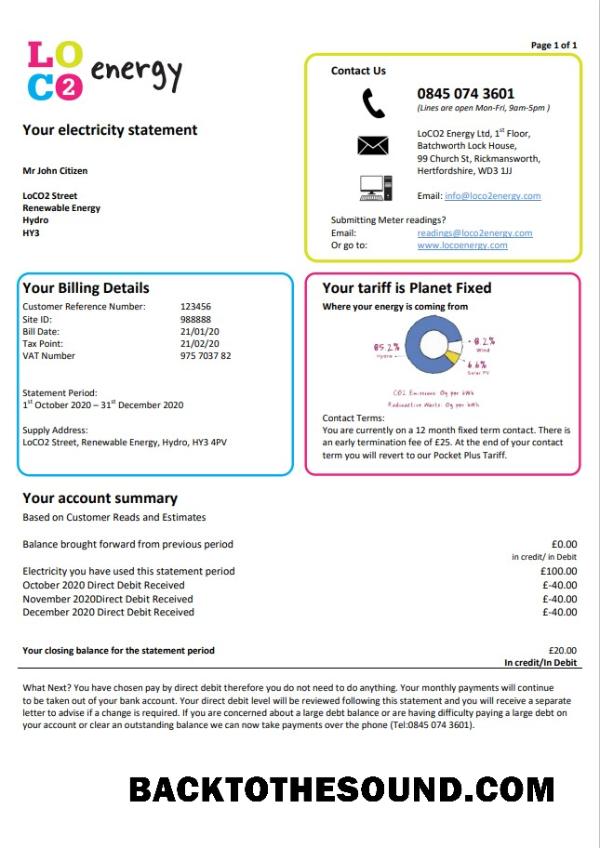 Page 1 of 1
LO
CO2 energy
Your electricity statement
Mr John Citizen
LoCO2 Street
Renewable Energy
Hydro
HY3
Contact Us
0845 074 3601
(Lines are open Mon-Fri, 9am-5pm )
LoCO2 Energy Ltd, 1st Floor,
Batchworth Lock House,
99 Church St, Rickmansworth,
Hertfordshire, WD3 1JJ
Email: info@loco2energy.com
Submitting Meter readings?
Email: readings@loco2energy.com
Or go to: www.locoenergy.com
Your Billing Details
Customer Reference Number: 123456
Site ID: 988888
Bill Date: 21/01/20
Tax Point: 21/02/20
VAT Number 975 7037 82
Statement Period:
1st October 2020 – 31st December 2020
Supply Address:
LoCO2 Street, Renewable Energy, Hydro, HY3 4PV
Your tariff is Planet Fixed
Where your energy is coming from
85.2%
Hydro
8.2%
Wind
6.6%
Solar PV
CO2 Emissions 0g per kWh
Radioactive Waste: 0g per kWh
Contact Terms:
You are currently on a 12 month fixed term contact. There is
an early termination fee of £25. At the end of your contact
term you will revert to our Pocket Plus Tariff.
Your account summary
Based on Customer Reads and Estimates
Balance brought forward from previous period £0.00
in credit/ in Debit
Electricity you have used this statement period £100.00
October 2020 Direct Debit Received £-40.00
November 2020Direct Debit Received £-40.00
December 2020 Direct Debit Received £-40.00
Your closing balance for the statement period £20.00
In credit/In Debit
What Next? You have chosen pay by direct debit therefore you do not need to do anything. Your monthly payments will continue
to be taken out of your bank account. Your direct debit level will be reviewed following this statement and you will receive a separate
letter to advise if a change is required. If you are concerned about a large debt balance or are having difficulty paying a large debt on
your account or clear an outstanding balance we can now take payments over the phone (Tel:0845 074 3601).
BACKTOTHESOUND.COM